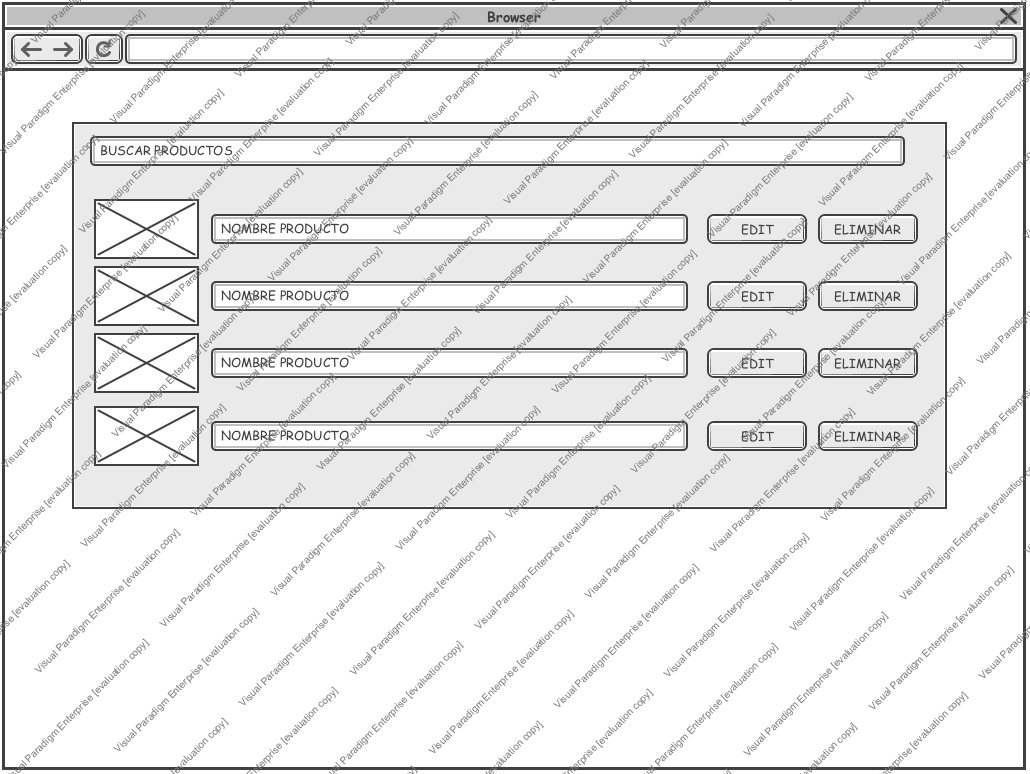 Browser
BUSCAR PRODUCTOS
NOMBRE PRODUCTO EDIT ELIMINAR
NOMBRE PRODUCTO EDIT ELIMINAR
NOMBRE PRODUCTO EDIT ELIMINAR
NOMBRE PRODUCTO EDIT ELIMINAR
Visual Paradigm Enterprise [evaluation copy]